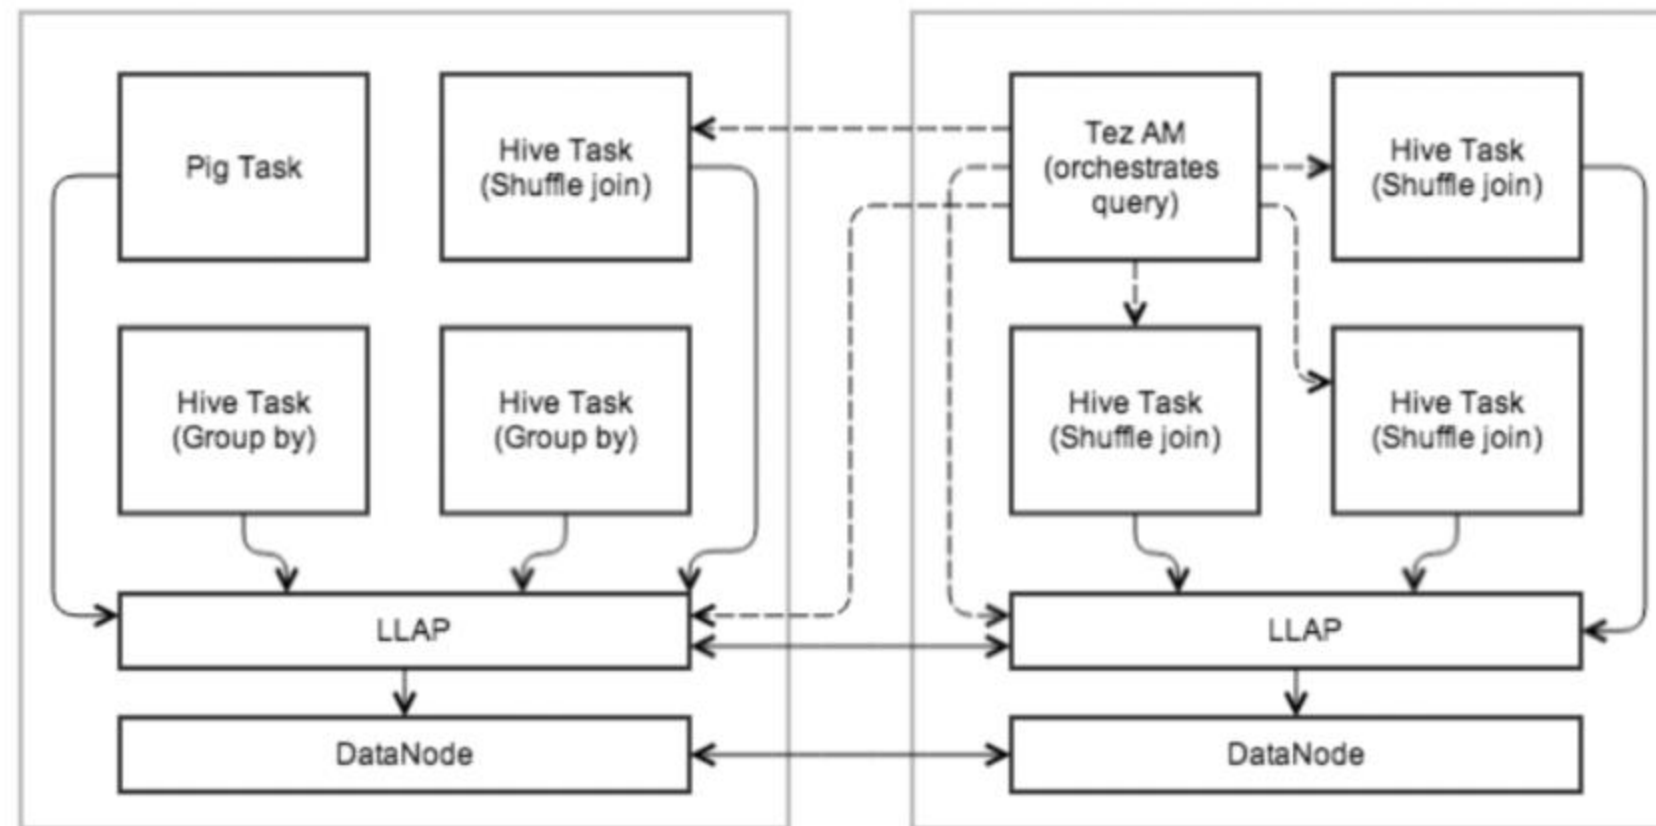 Pig Task
Hive Task
(Shuffle join)
Tez AM
(orchestrates
query)
Hive Task
(Shuffle join)
Hive Task
(Group by)
Hive Task
(Group by)
Hive Task
(Shuffle join)
Hive Task
(Shuffle join)
LLAP
LLAP
DataNode
DataNode